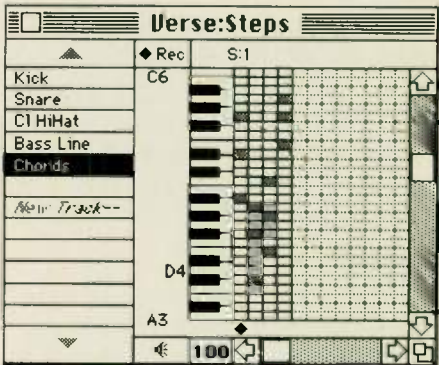 Verse:Steps
Rec S:1
C6
Kick
Snare
Cl HiHat
Bass Line
Chords
New Track--
D4
A3
100